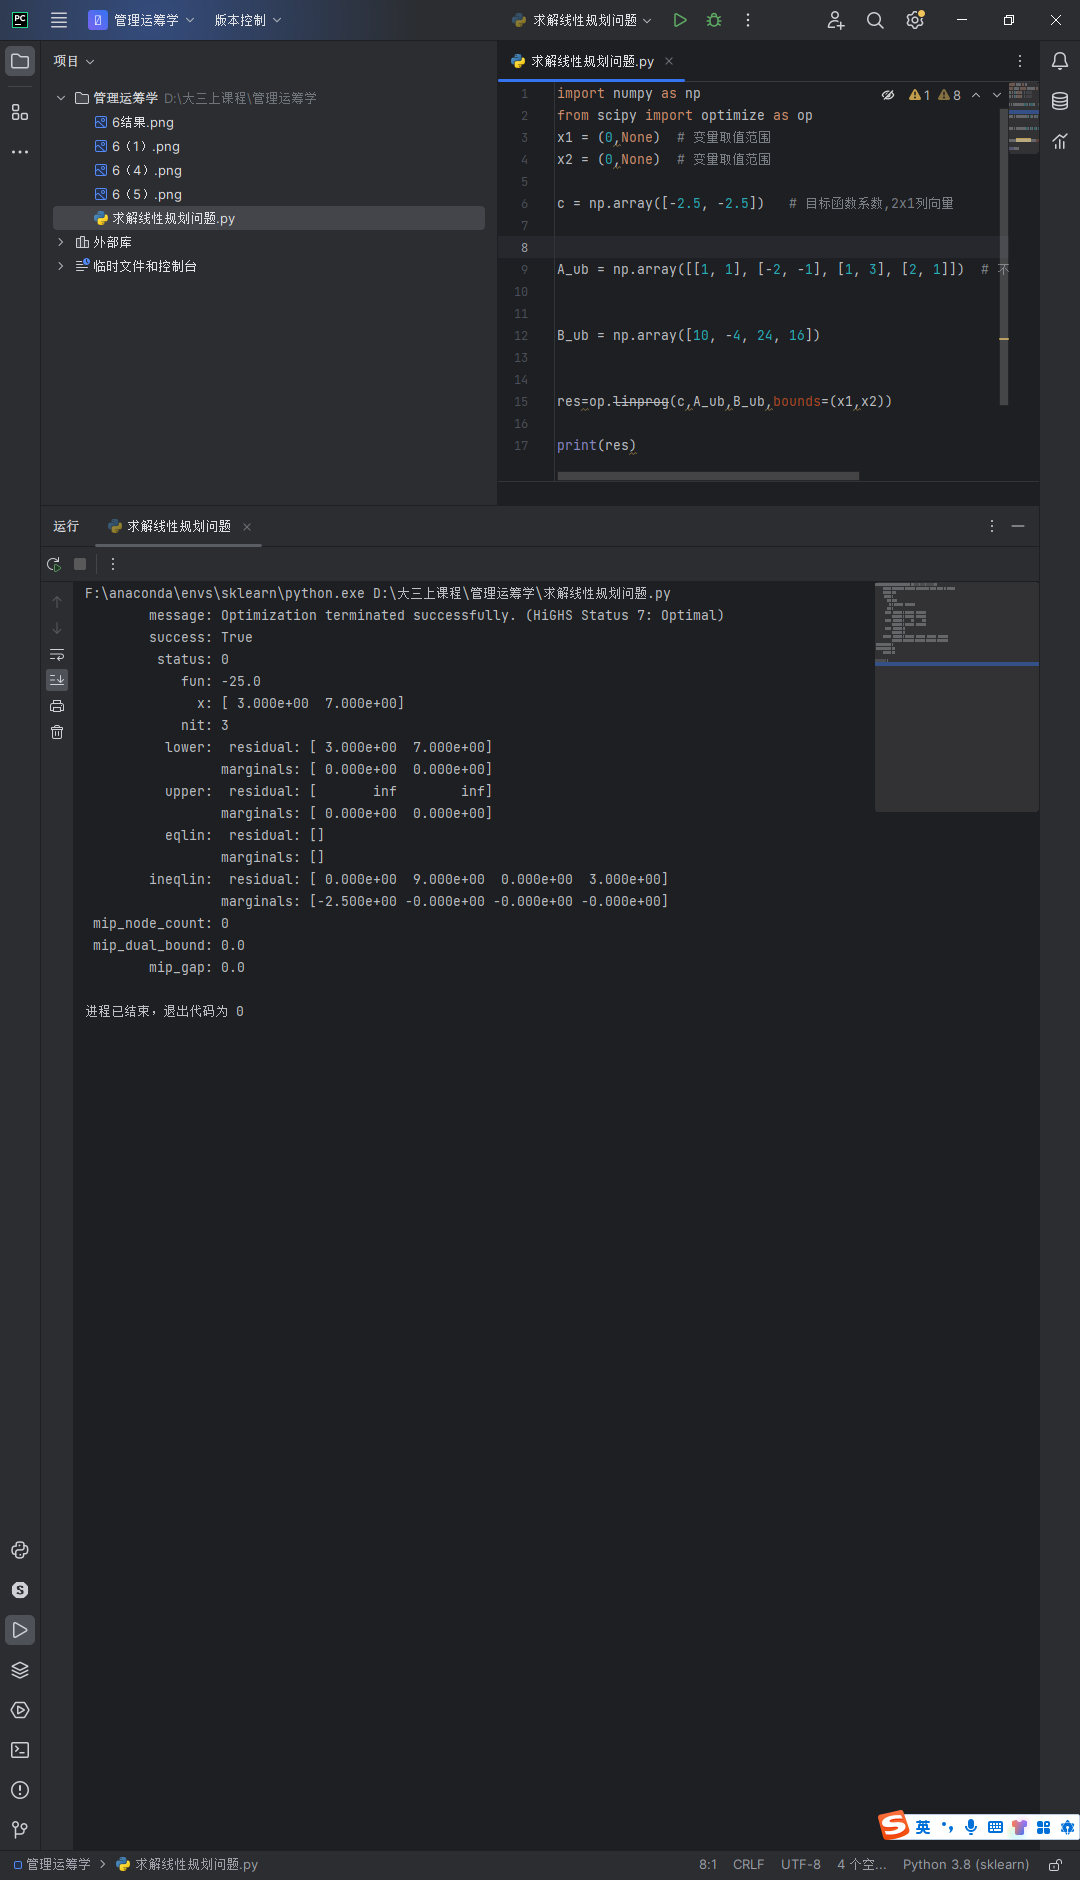 PC 管理运筹学 版本控制 求解线性规划问题
项目
管理运筹学 D:\大三上课程\管理运筹学
6结果.png
6（1）.png
6（4）.png
6（5）.png
求解线性规划问题.py
外部库
临时文件和控制台
求解线性规划问题.py
1 8
1 import numpy as np
2 from scipy import optimize as op
3 x1 = (0,None)  # 变量取值范围
4 x2 = (0,None)  # 变量取值范围
5
6 c = np.array([-2.5, -2.5])   # 目标函数系数,2x1列向量
7
8
9 A_ub = np.array([[1, 1], [-2, -1], [1, 3], [2, 1]])  # 不
10
11
12 B_ub = np.array([10, -4, 24, 16])
13
14
15 res=op.linprog(c,A_ub,B_ub,bounds=(x1,x2))
16
17 print(res)
运行 求解线性规划问题
F:\anaconda\envs\sklearn\python.exe D:\大三上课程\管理运筹学\求解线性规划问题.py
message: Optimization terminated successfully. (HiGHS Status 7: Optimal)
success: True
status: 0
fun: -25.0
x: [ 3.000e+00  7.000e+00]
nit: 3
lower:  residual: [ 3.000e+00  7.000e+00]
marginals: [ 0.000e+00  0.000e+00]
upper:  residual: [       inf        inf]
marginals: [ 0.000e+00  0.000e+00]
eqlin:  residual: []
marginals: []
ineqlin:  residual: [ 0.000e+00  9.000e+00  0.000e+00  3.000e+00]
marginals: [-2.500e+00 -0.000e+00 -0.000e+00 -0.000e+00]
mip_node_count: 0
mip_dual_bound: 0.0
mip_gap: 0.0
进程已结束，退出代码为 0
S 英
管理运筹学 求解线性规划问题.py 8:1 CRLF UTF-8 4 个空... Python 3.8 (sklearn)